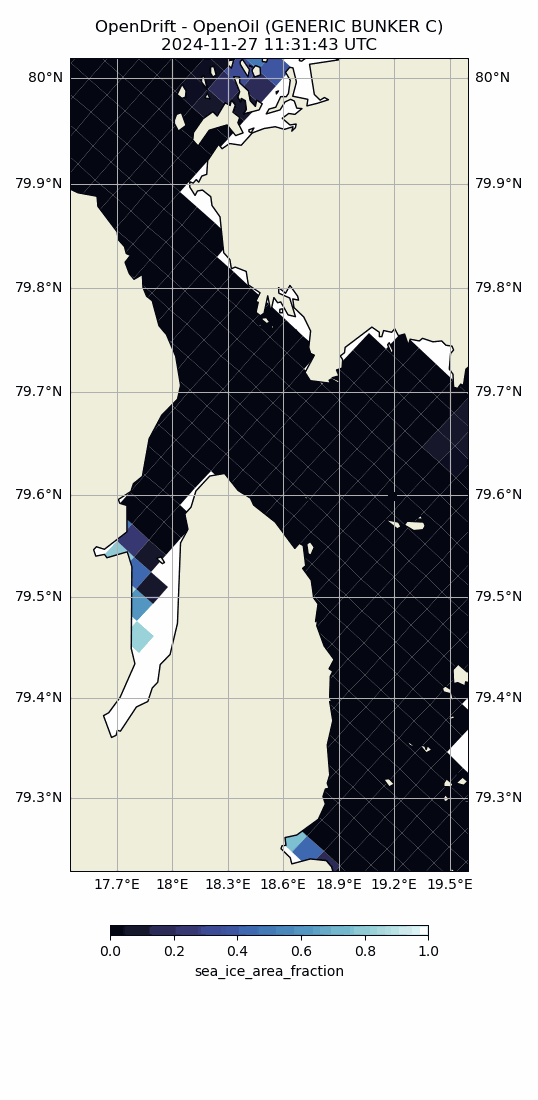 OpenDrift - OpenOil (GENERIC BUNKER C)
2024-11-27 11:31:43 UTC
80°N 80°N
79.9°N 79.9°N
79.8°N 79.8°N
79.7°N 79.7°N
79.6°N 79.6°N
79.5°N 79.5°N
79.4°N 79.4°N
79.3°N 79.3°N
17.7°E 18°E 18.3°E 18.6°E 18.9°E 19.2°E 19.5°E
0.0 0.2 0.4 0.6 0.8 1.0
sea_ice_area_fraction